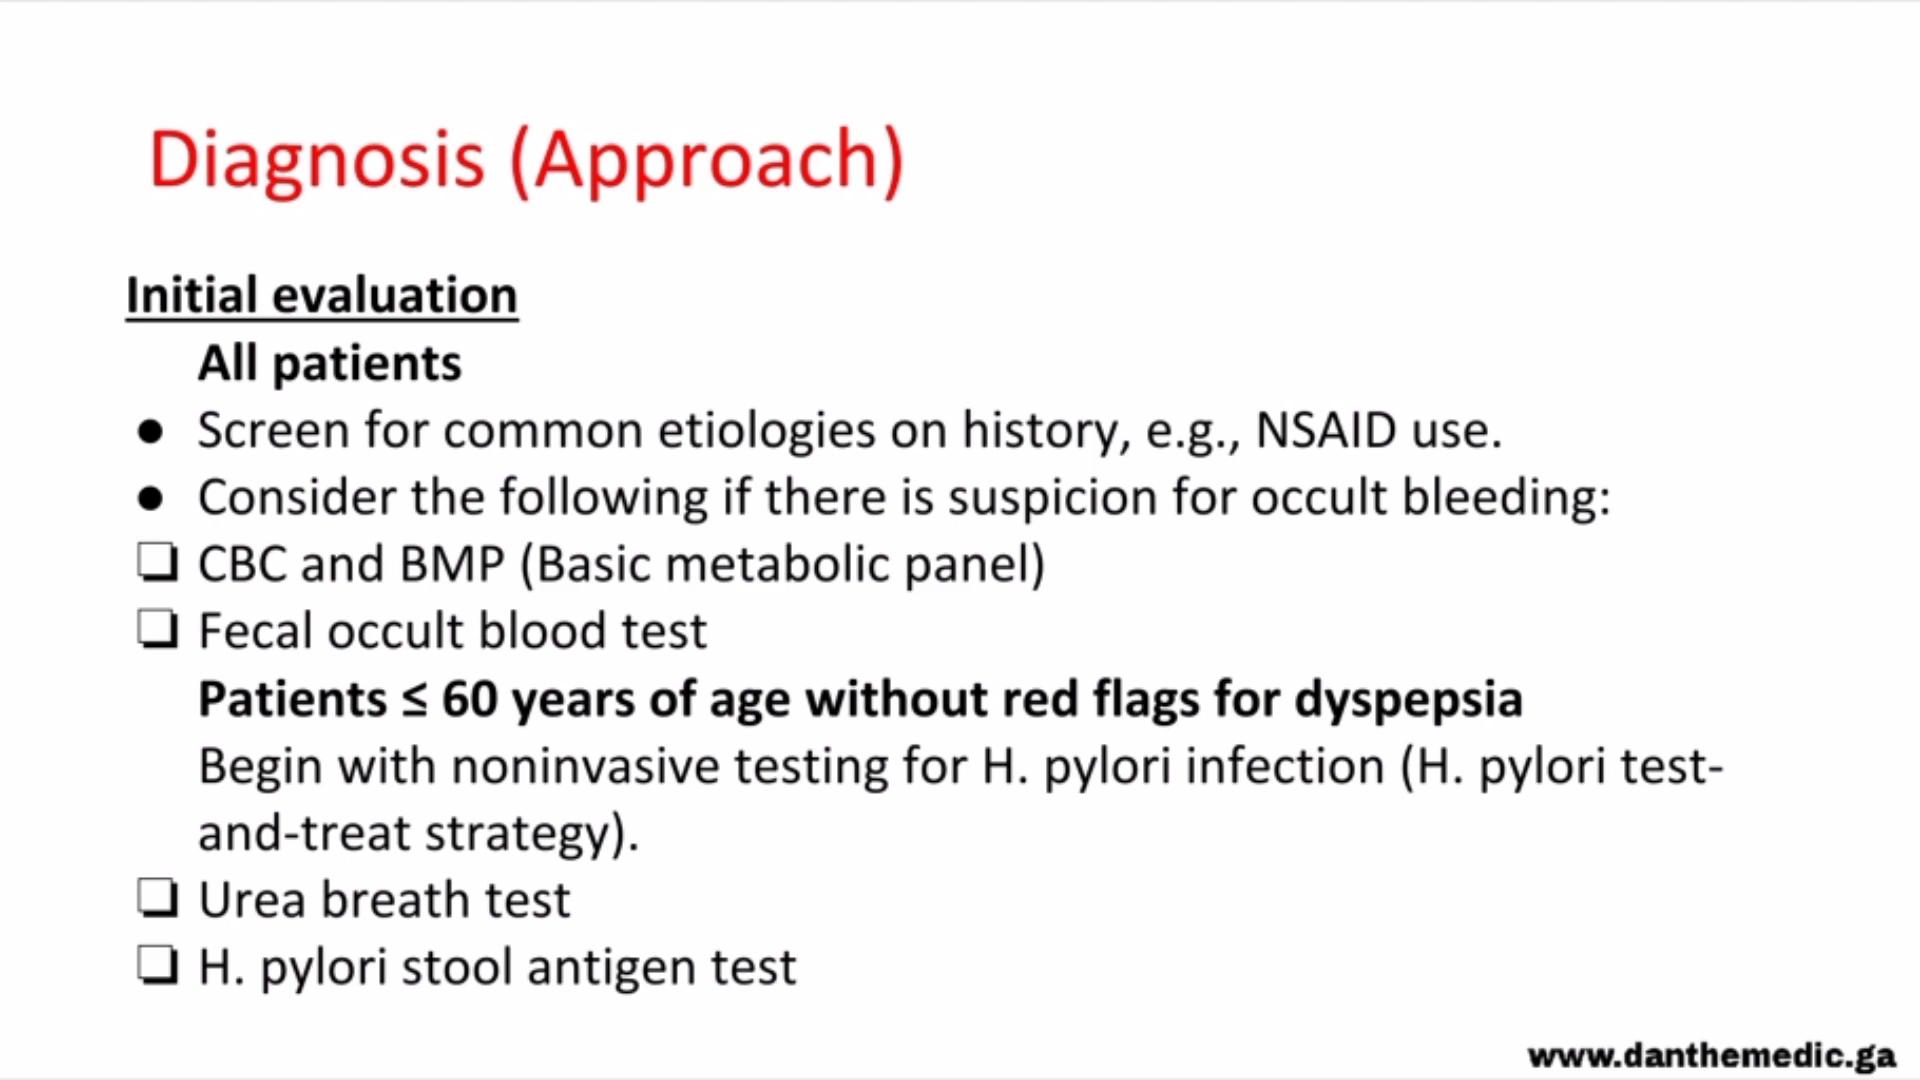 Diagnosis (Approach)
Initial evaluation
All patients
● Screen for common etiologies on history, e.g., NSAID use.
● Consider the following if there is suspicion for occult bleeding:
❑ CBC and BMP (Basic metabolic panel)
❑ Fecal occult blood test
Patients ≤ 60 years of age without red flags for dyspepsia
Begin with noninvasive testing for H. pylori infection (H. pylori test-
and-treat strategy).
❑ Urea breath test
❑ H. pylori stool antigen test
www.danthemedic.ga